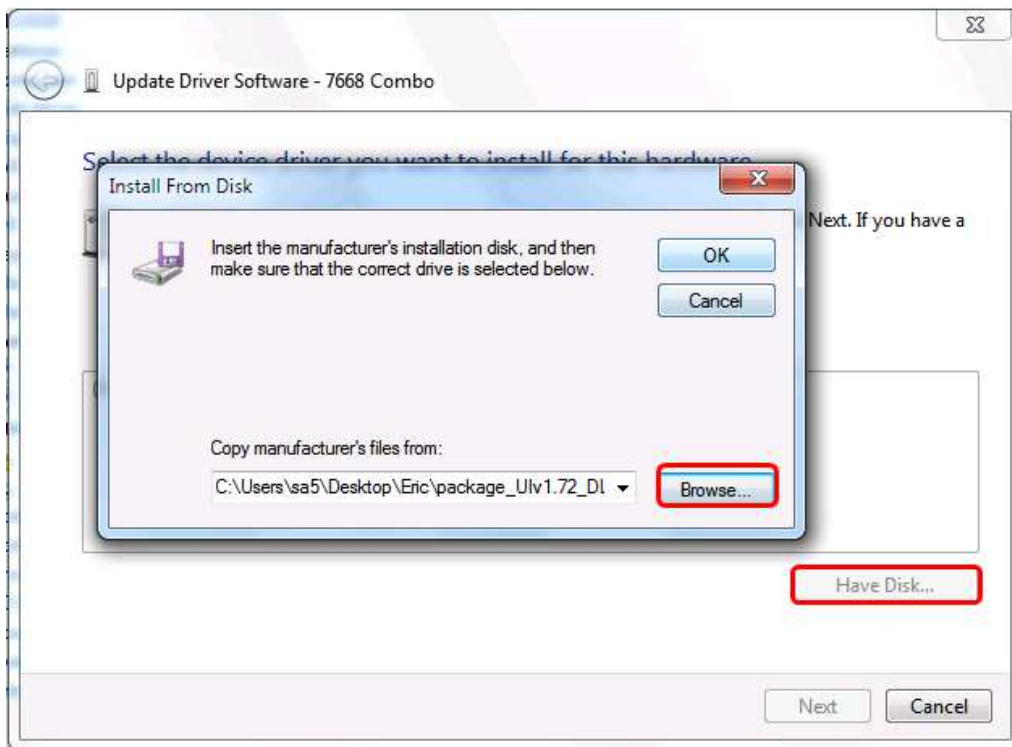 Update Driver Software - 7668 Combo
Select the device driver you want to install for this hardware.
Install From Disk
Next. If you have a
Insert the manufacturer's installation disk, and then
make sure that the correct drive is selected below.
OK
Cancel
Copy manufacturer's files from:
C:\Users\sa5\Desktop\Eric\package_UIv1.72_DL
Browse...
Have Disk...
Next
Cancel